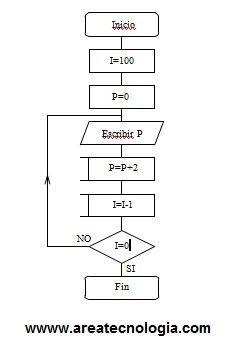 Inicio
I=100
P=0
Escribir P
P=P+2
I=I-1
NO
I=0
SI
Fin
www.areatecnologia.com